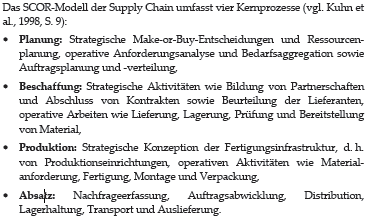 Das SCOR-Modell der Supply Chain umfasst vier Kernprozesse (vgl. Kuhn et
al., 1998, S. 9):
• Planung: Strategische Make-or-Buy-Entscheidungen und Ressourcen-
planung, operative Anforderungsanalyse und Bedarfsaggregation sowie
Auftragsplanung und -verteilung,
• Beschaffung: Strategische Aktivitäten wie Bildung von Partnerschaften
und Abschluss von Kontrakten sowie Beurteilung der Lieferanten,
operative Arbeiten wie Lieferung, Lagerung, Prüfung und Bereitstellung
von Material,
• Produktion: Strategische Konzeption der Fertigungsinfrastruktur, d. h.
von Produktionseinrichtungen, operativen Aktivitäten wie Material-
anforderung, Fertigung, Montage und Verpackung,
• Absatz: Nachfrageerfassung, Auftragsabwicklung, Distribution,
Lagerhaltung, Transport und Auslieferung.